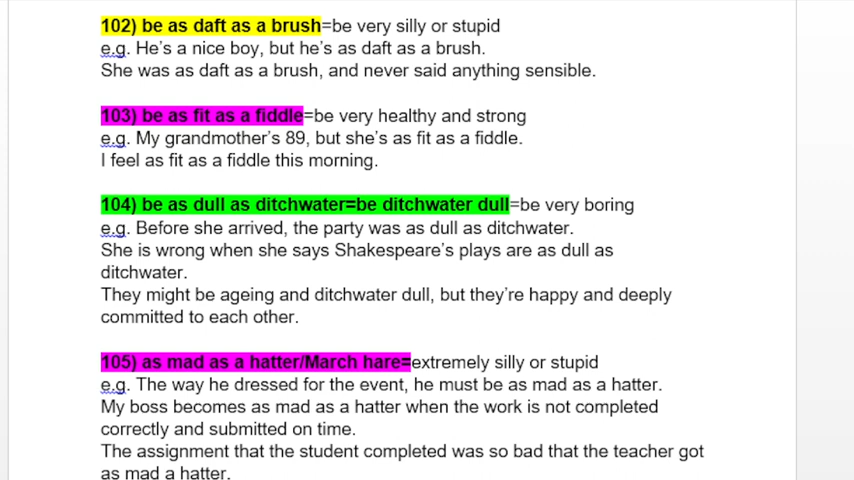 102) be as daft as a brush=be very silly or stupid
e.g. He's a nice boy, but he's as daft as a brush.
She was as daft as a brush, and never said anything sensible.
103) be as fit as a fiddle=be very healthy and strong
e.g. My grandmother's 89, but she's as fit as a fiddle.
I feel as fit as a fiddle this morning.
104) be as dull as ditchwater=be ditchwater dull=be very boring
e.g. Before she arrived, the party was as dull as ditchwater.
She is wrong when she says Shakespeare's plays are as dull as
ditchwater.
They might be ageing and ditchwater dull, but they're happy and deeply
committed to each other.
105) as mad as a hatter/March hare=extremely silly or stupid
e.g. The way he dressed for the event, he must be as mad as a hatter.
My boss becomes as mad as a hatter when the work is not completed
correctly and submitted on time.
The assignment that the student completed was so bad that the teacher got
as mad a hatter.